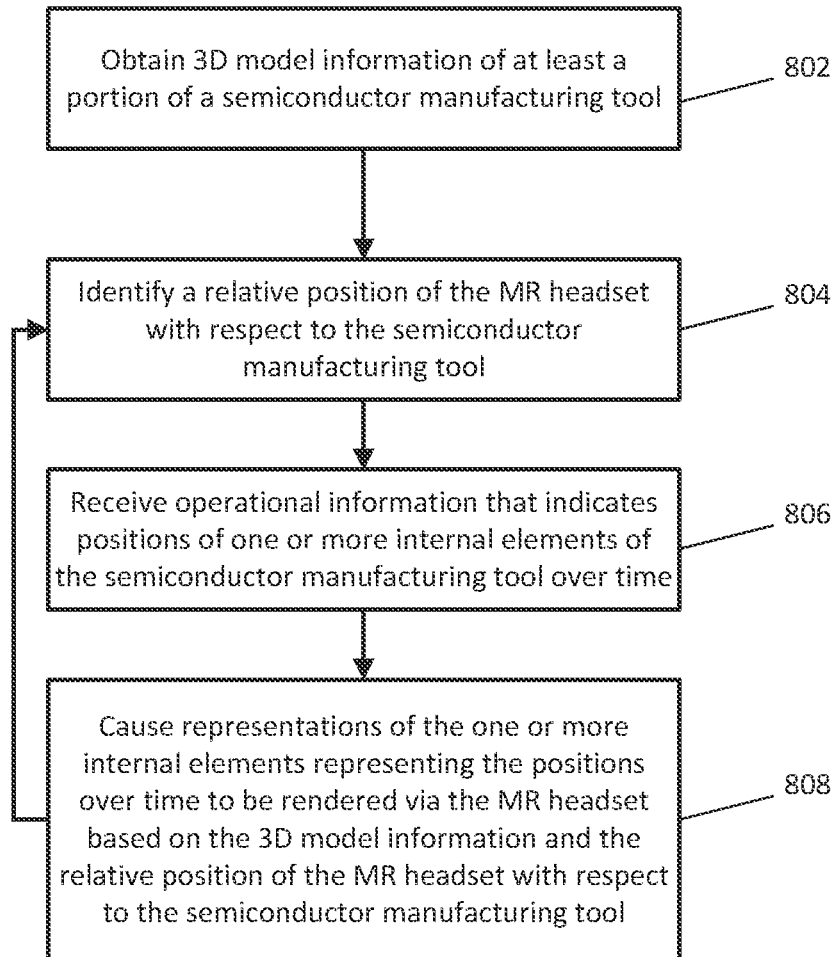 Obtain 3D model information of at least a
portion of a semiconductor manufacturing tool
802
Identify a relative position of the MR headset
with respect to the semiconductor
manufacturing tool
804
Receive operational information that indicates
positions of one or more internal elements of
the semiconductor manufacturing tool over time
806
Cause representations of the one or more
internal elements representing the positions
over time to be rendered via the MR headset
based on the 3D model information and the
relative position of the MR headset with respect
to the semiconductor manufacturing tool
808